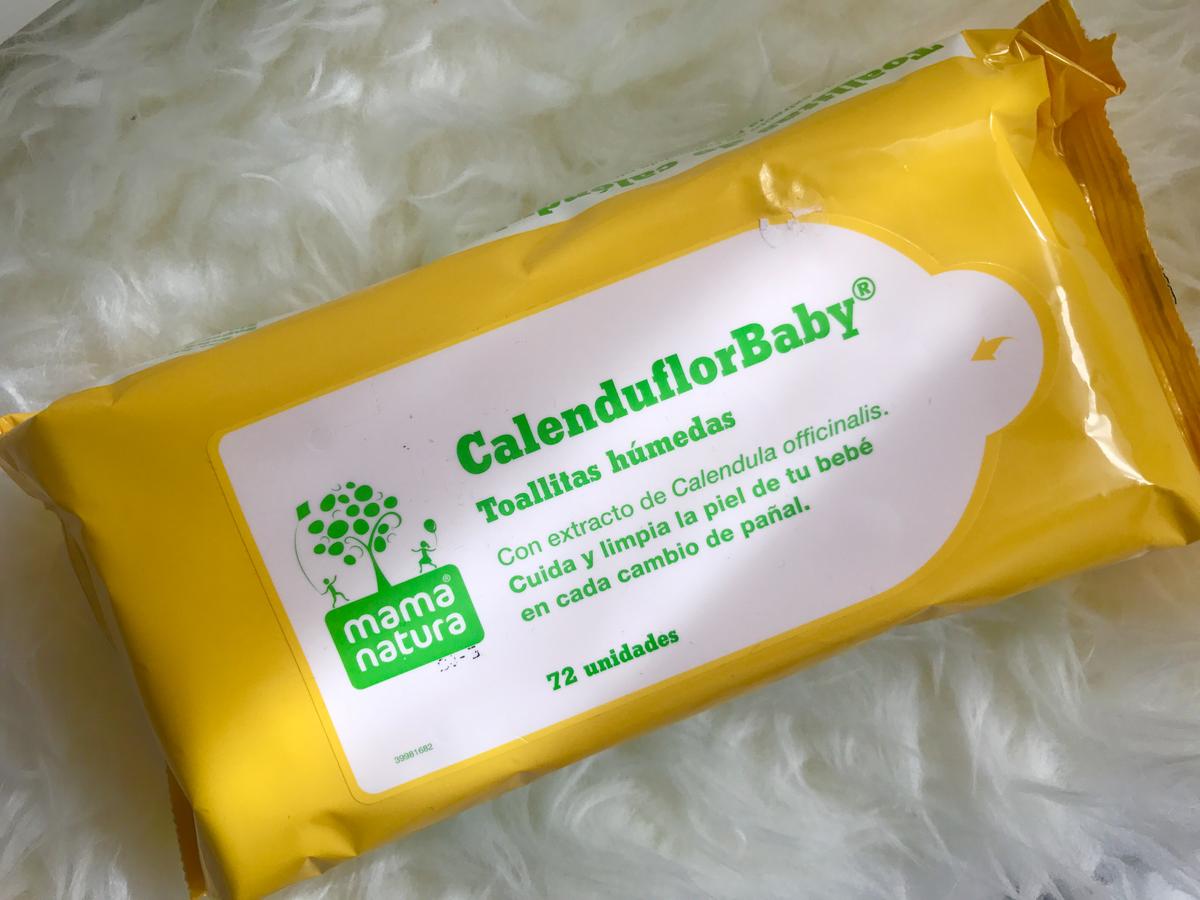 CalenduflorBaby®
Toallitas húmedas
Con extracto de Calendula officinalis.
Cuida y limpia la piel de tu bebé
en cada cambio de pañal.
72 unidades
mama®
natura
39981682
Toallitas